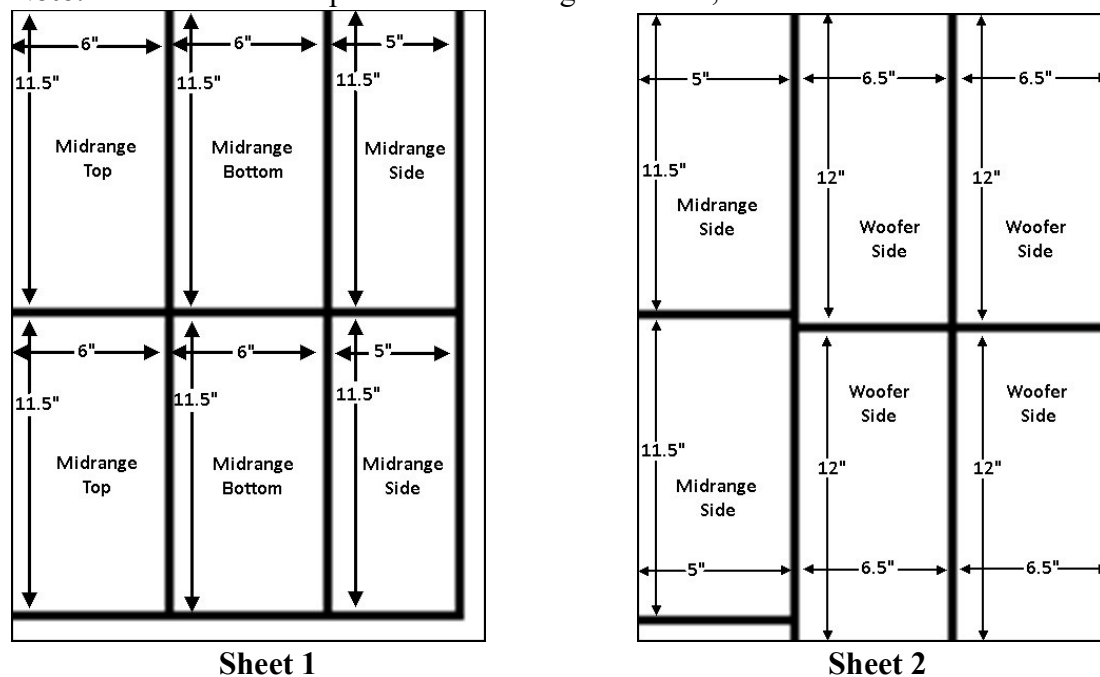 6" 6" 5"
11.5" 11.5" 11.5"
Midrange Top
Midrange Bottom
Midrange Side
6" 6" 5"
11.5" 11.5" 11.5"
Midrange Top
Midrange Bottom
Midrange Side
Sheet 1
5" 6.5" 6.5"
11.5" 12" 12"
Midrange Side
Woofer Side
Woofer Side
Woofer Side
Woofer Side
11.5" 12" 12"
Midrange Side
5" 6.5" 6.5"
Sheet 2